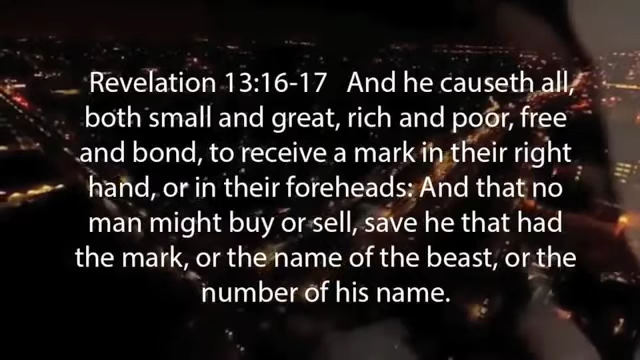 Revelation 13:16-17   And he causeth all,
both small and great, rich and poor, free
and bond, to receive a mark in their right
hand, or in their foreheads: And that no
man might buy or sell, save he that had
the mark, or the name of the beast, or the
number of his name.